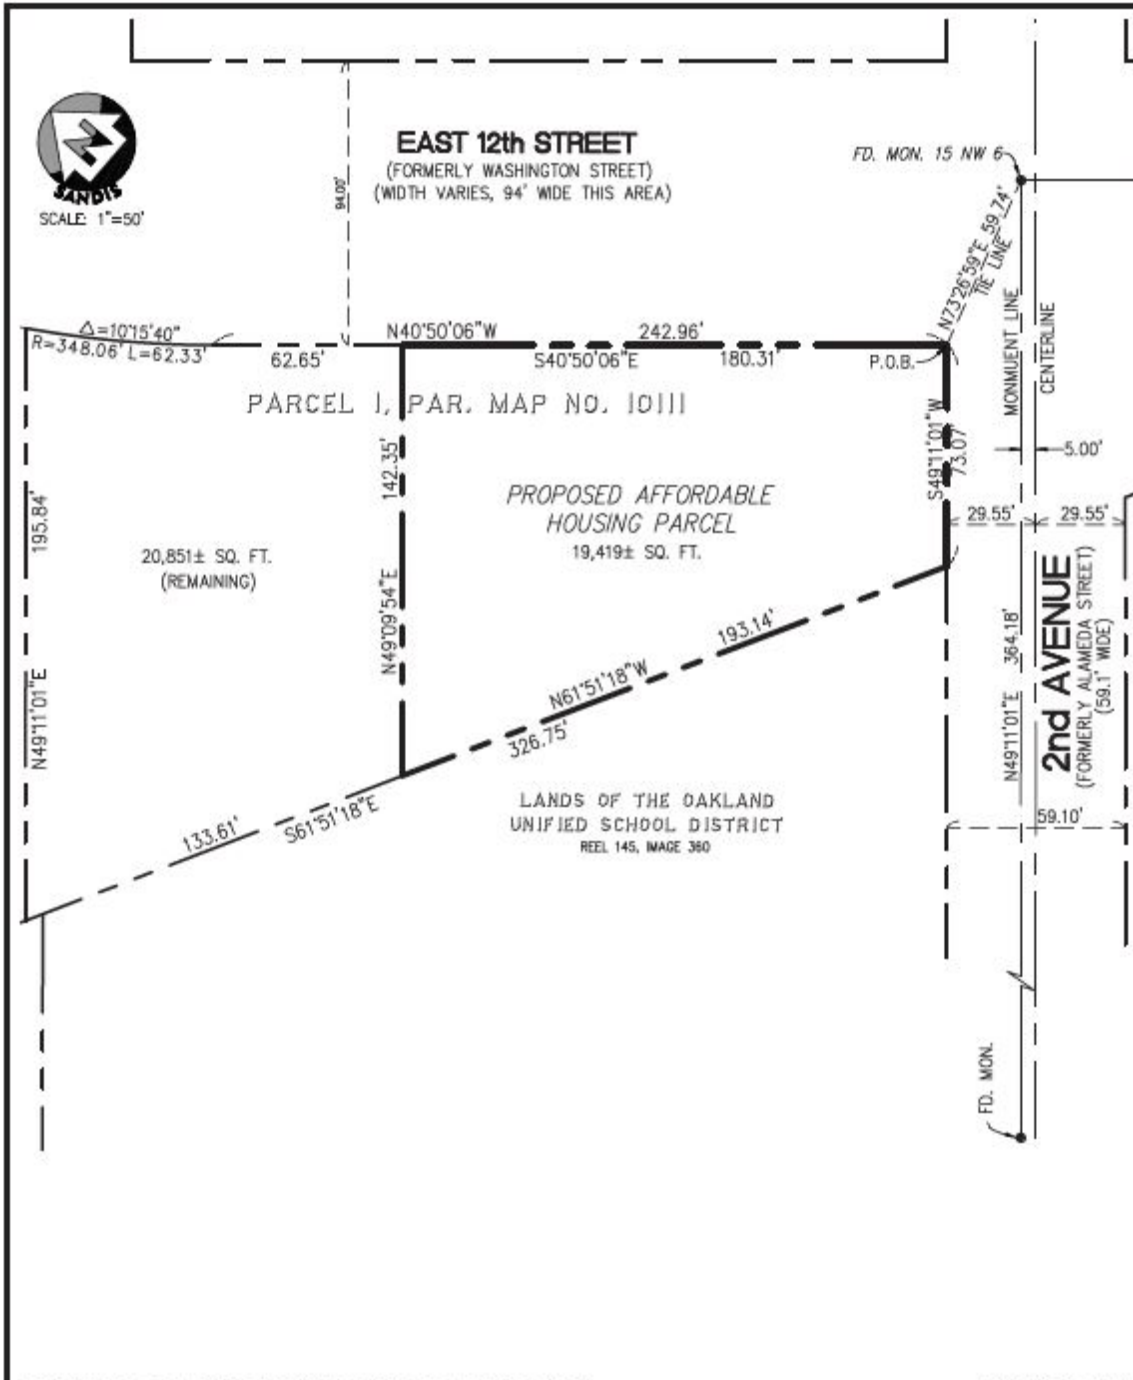 EAST 12th STREET
(FORMERLY WASHINGTON STREET)
(WIDTH VARIES, 94' WIDE THIS AREA)
94.00'
N
SANDIS
SCALE: 1"=50'
FD. MON. 15 NW 6
N73°26'59"E 59.74'
TIE LINE
MONMUENT LINE
CENTERLINE
Δ=10°15'40"
R=348.06' L=62.33'
62.65'
N40°50'06"W 242.96'
S40°50'06"E 180.31'
P.O.B.
PARCEL 1, PAR. MAP NO. 10111
S49°11'01"W
73.07'
5.00'
142.35'
N49°09'54"E
195.84'
N49°11'01"E
PROPOSED AFFORDABLE
HOUSING PARCEL
19,419± SQ. FT.
20,851± SQ. FT.
(REMAINING)
29.55'
29.55'
2nd AVENUE
(FORMERLY ALAMEDA STREET)
(59.1' WIDE)
N49°11'01"E 364.18'
193.14'
N61°51'18"W
326.75'
133.61'
S61°51'18"E
LANDS OF THE OAKLAND
UNIFIED SCHOOL DISTRICT
REEL 145, IMAGE 360
59.10'
FD. MON.